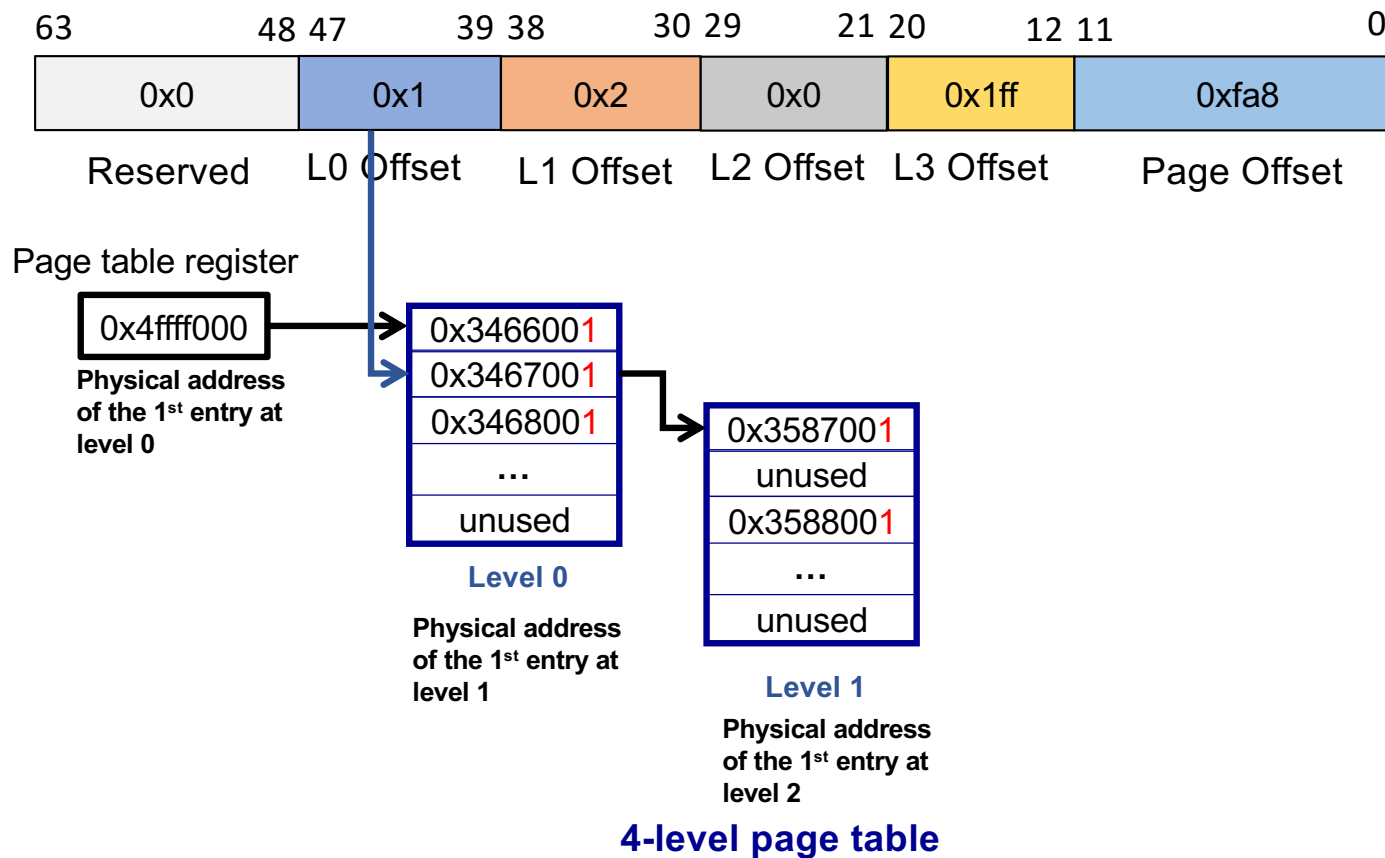 63 48 47 39 38 30 29 21 20 12 11 0
0x0 0x1 0x2 0x0 0x1ff 0xfa8
Reserved L0 Offset L1 Offset L2 Offset L3 Offset Page Offset
Page table register
0x4ffff000
Physical address
of the 1st entry at
level 0
0x3466001
0x3467001
0x3468001
...
unused
Level 0
Physical address
of the 1st entry at
level 1
0x3587001
unused
0x3588001
...
unused
Level 1
Physical address
of the 1st entry at
level 2
4-level page table